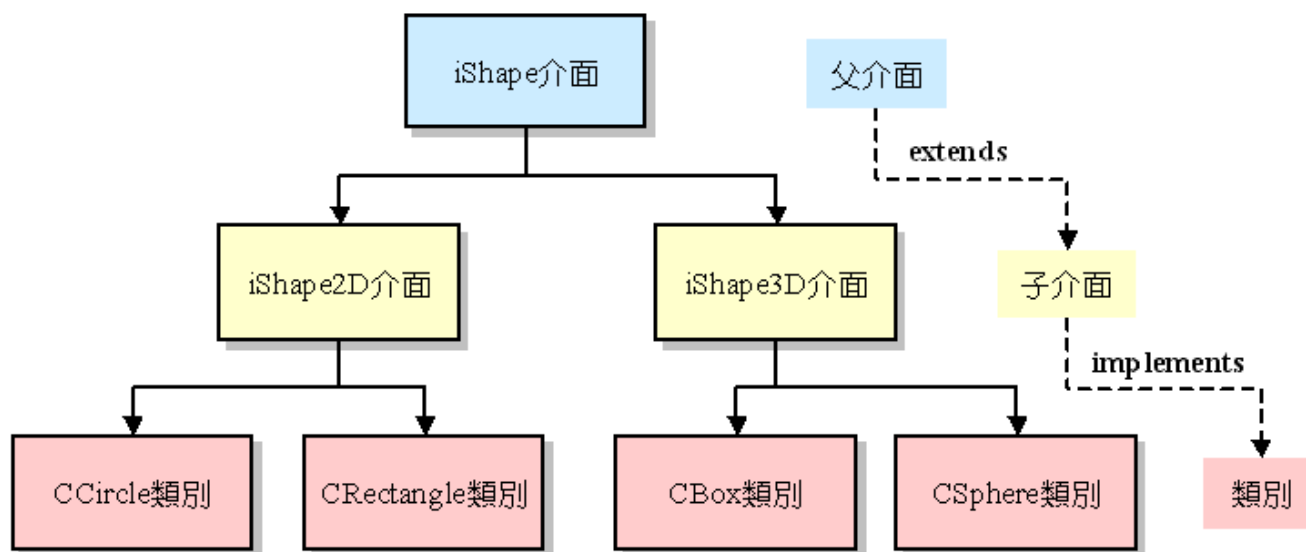 iShape介面
父介面
extends
iShape2D介面
iShape3D介面
子介面
implements
CCircle類別
CRectangle類別
CBox類別
CSphere類別
類別